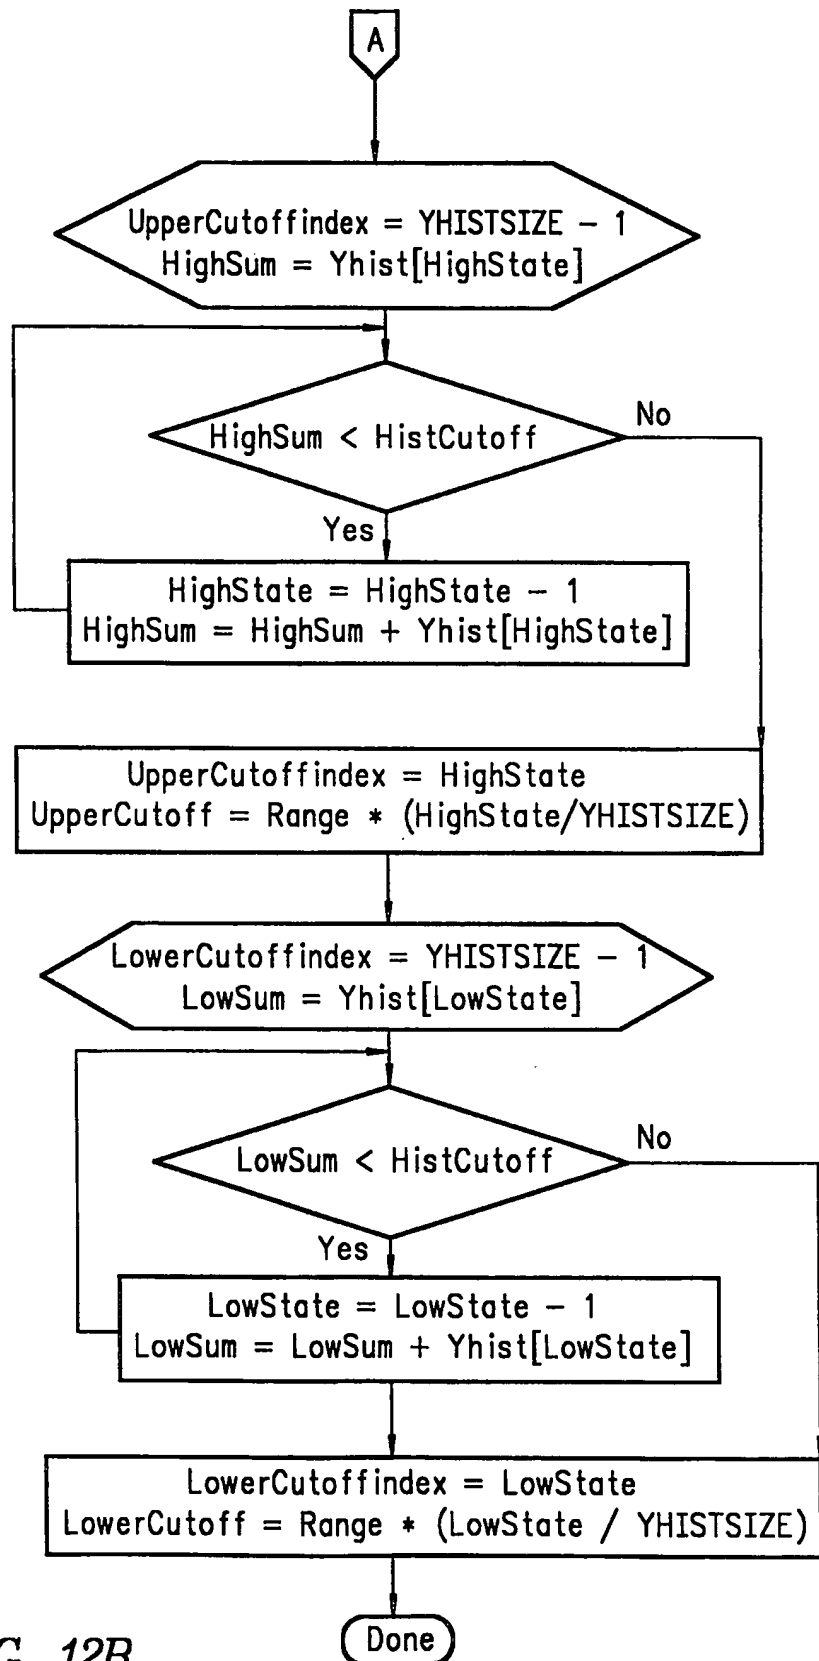 A
UpperCutoffindex = YHISTSIZE - 1
HighSum = Yhist[HighState]
HighSum < HistCutoff
No
Yes
HighState = HighState - 1
HighSum = HighSum + Yhist[HighState]
UpperCutoffindex = HighState
UpperCutoff = Range * (HighState/YHISTSIZE)
LowerCutoffindex = YHISTSIZE - 1
LowSum = Yhist[LowState]
LowSum < HistCutoff
No
Yes
LowState = LowState - 1
LowSum = LowSum + Yhist[LowState]
LowerCutoffindex = LowState
LowerCutoff = Range * (LowState / YHISTSIZE)
Done